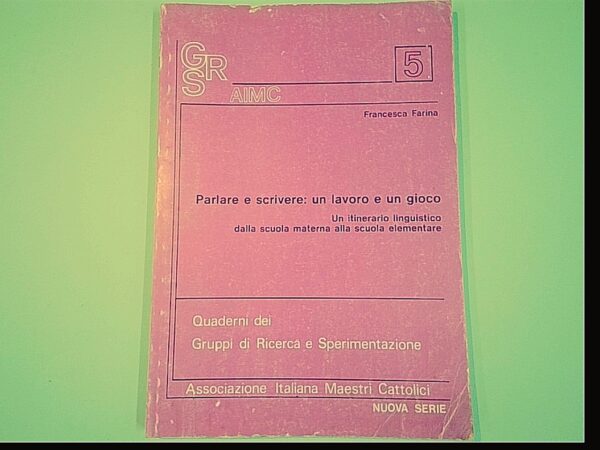 GRS
AIMC
5
Francesca Farina
Parlare e scrivere: un lavoro e un gioco
Un itinerario linguistico
dalla scuola materna alla scuola elementare
Quaderni dei
Gruppi di Ricerca e Sperimentazione
Associazione Italiana Maestri Cattolici
NUOVA SERIE